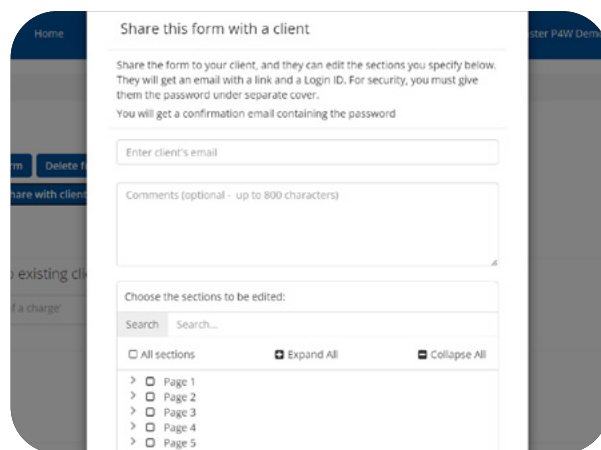 Home
Share this form with a client
ster P4W Demo
Share the form to your client, and they can edit the sections you specify below.
They will get an email with a link and a Login ID. For security, you must give
them the password under separate cover.
You will get a confirmation email containing the password
Enter client's email
rm Delete f
hare with client
Comments (optional - up to 800 characters)
o existing cli
f a charge'
Choose the sections to be edited:
Search Search...
All sections Expand All Collapse All
Page 1
Page 2
Page 3
Page 4
Page 5